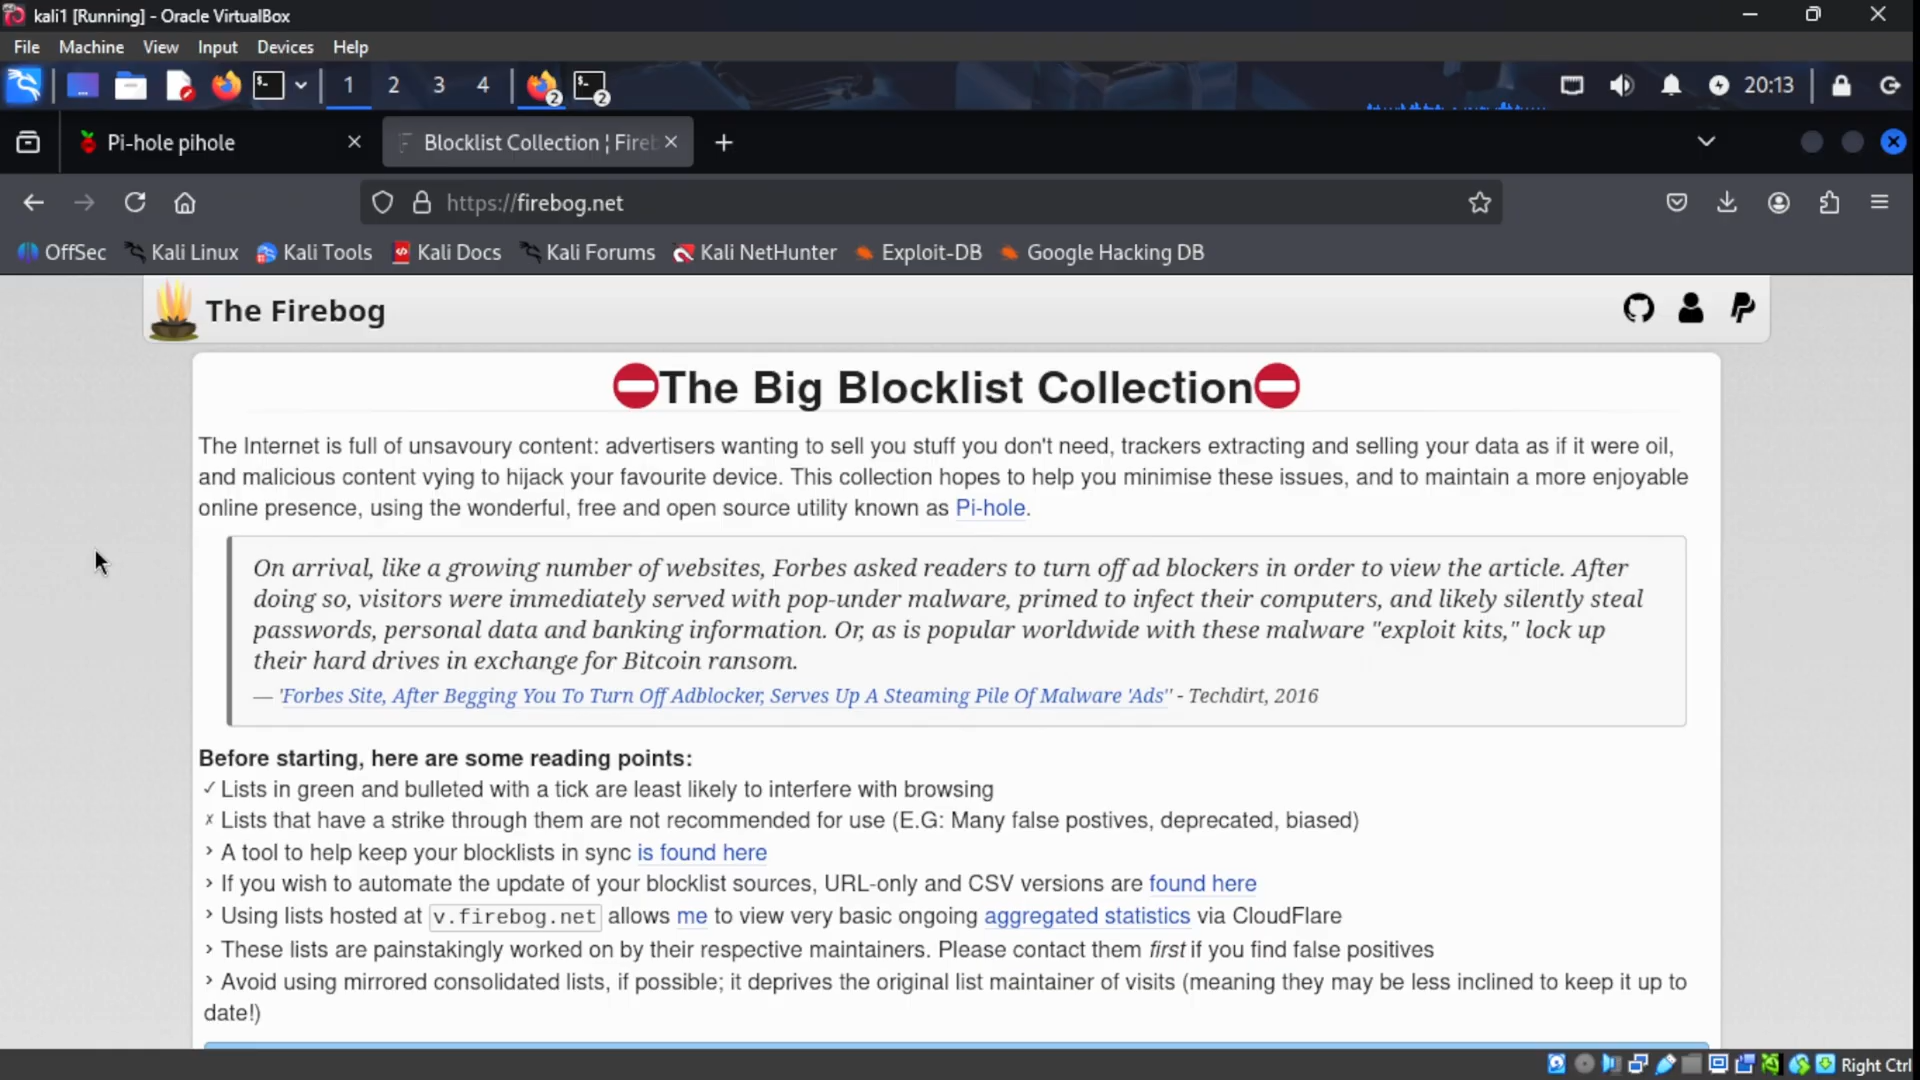 kali1 [Running] - Oracle VirtualBox
File Machine View Input Devices Help
1 2 3 4 2 2 20:13
Pi-hole pihole Blocklist Collection ¦ Fireb
https://firebog.net
OffSec Kali Linux Kali Tools Kali Docs Kali Forums Kali NetHunter Exploit-DB Google Hacking DB
The Firebog
The Big Blocklist Collection
The Internet is full of unsavoury content: advertisers wanting to sell you stuff you don't need, trackers extracting and selling your data as if it were oil,
and malicious content vying to hijack your favourite device. This collection hopes to help you minimise these issues, and to maintain a more enjoyable
online presence, using the wonderful, free and open source utility known as Pi-hole.
On arrival, like a growing number of websites, Forbes asked readers to turn off ad blockers in order to view the article. After
doing so, visitors were immediately served with pop-under malware, primed to infect their computers, and likely silently steal
passwords, personal data and banking information. Or, as is popular worldwide with these malware "exploit kits," lock up
their hard drives in exchange for Bitcoin ransom.
— 'Forbes Site, After Begging You To Turn Off Adblocker, Serves Up A Steaming Pile Of Malware 'Ads'' - Techdirt, 2016
Before starting, here are some reading points:
✓ Lists in green and bulleted with a tick are least likely to interfere with browsing
✗ Lists that have a strike through them are not recommended for use (E.G: Many false postives, deprecated, biased)
› A tool to help keep your blocklists in sync is found here
› If you wish to automate the update of your blocklist sources, URL-only and CSV versions are found here
› Using lists hosted at v.firebog.net allows me to view very basic ongoing aggregated statistics via CloudFlare
› These lists are painstakingly worked on by their respective maintainers. Please contact them first if you find false positives
› Avoid using mirrored consolidated lists, if possible; it deprives the original list maintainer of visits (meaning they may be less inclined to keep it up to
date!)
Right Ctrl